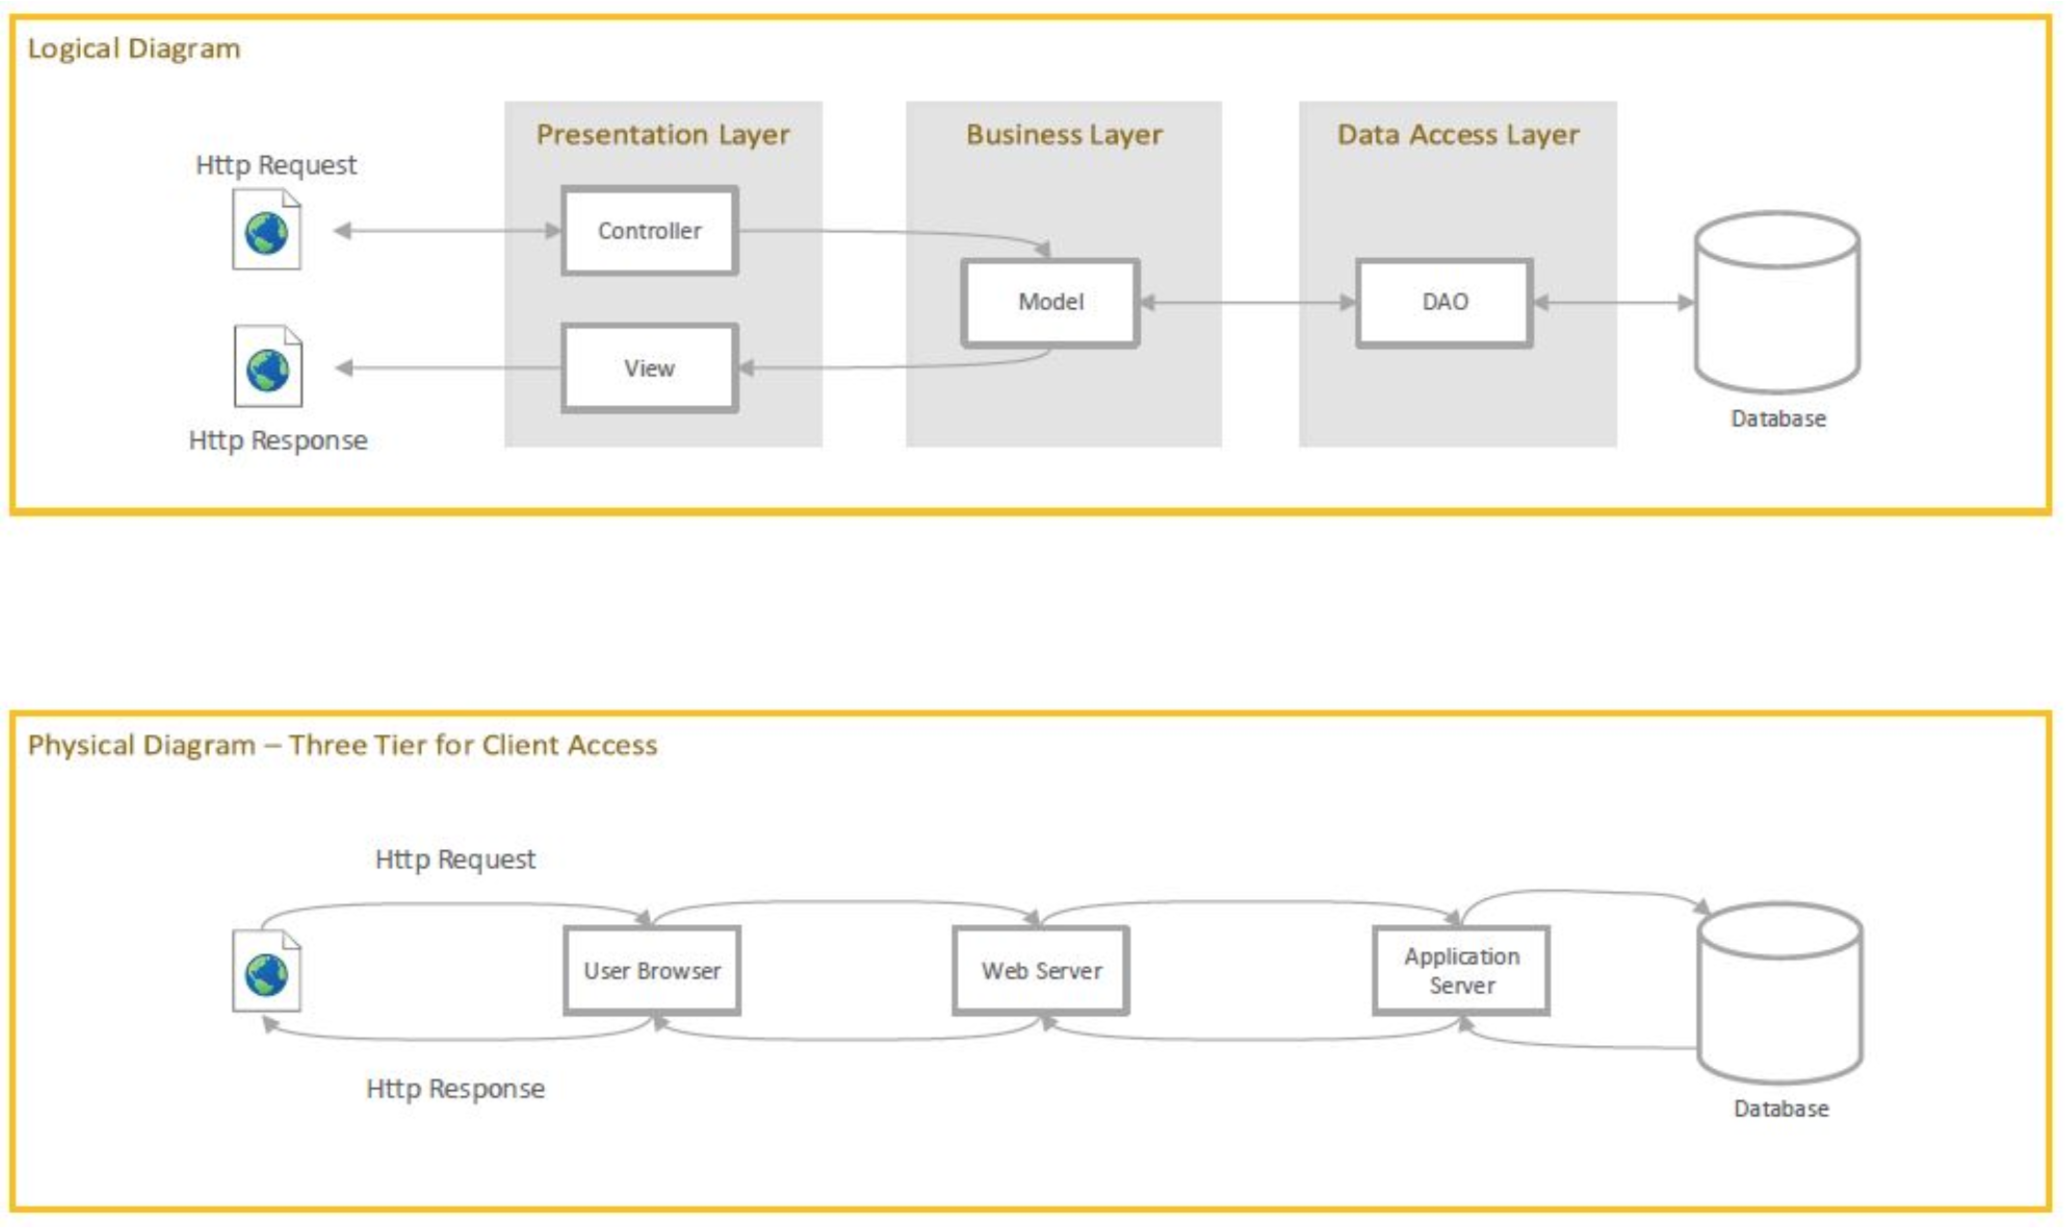 Logical Diagram
Presentation Layer
Business Layer
Data Access Layer
Http Request
Controller
Model
DAO
View
Database
Http Response
Physical Diagram – Three Tier for Client Access
Http Request
User Browser
Web Server
Application
Server
Http Response
Database